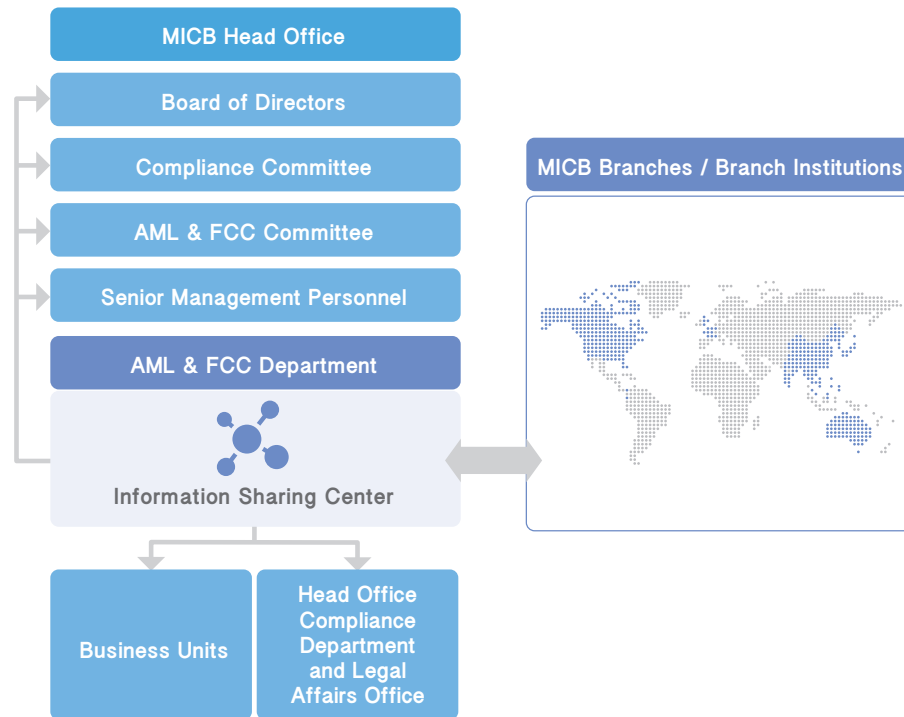 MICB Head Office
Board of Directors
Compliance Committee
AML & FCC Committee
Senior Management Personnel
AML & FCC Department
Information Sharing Center
Business Units
Head Office
Compliance
Department
and Legal
Affairs Office
MICB Branches / Branch Institutions